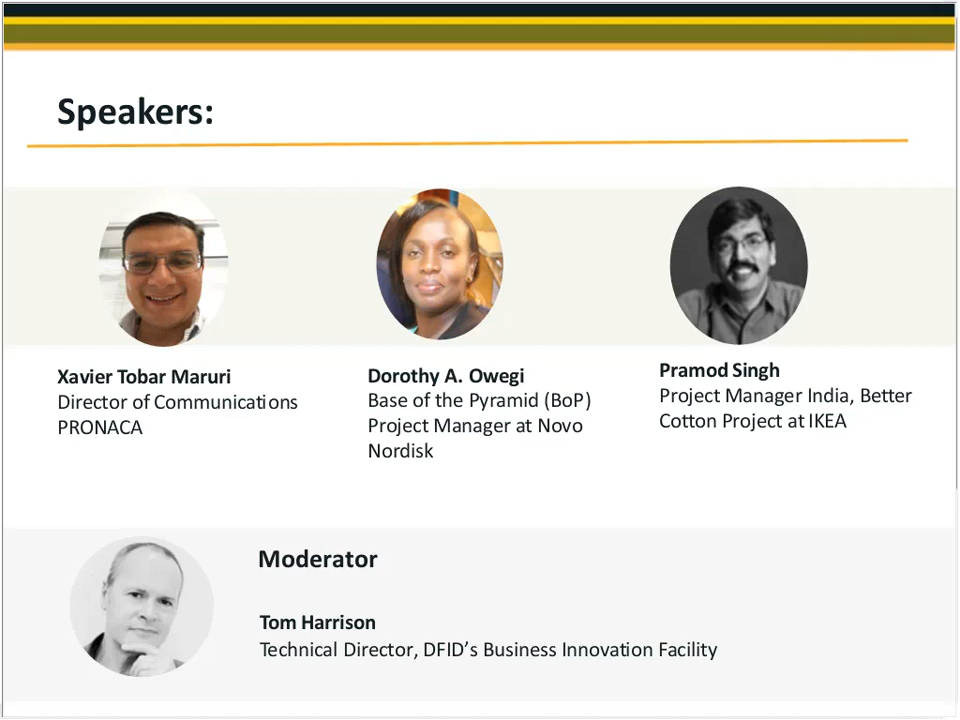 Speakers:
Xavier Tobar Maruri
Director of Communications
PRONACA
Dorothy A. Owegi
Base of the Pyramid (BoP)
Project Manager at Novo
Nordisk
Pramod Singh
Project Manager India, Better
Cotton Project at IKEA
Moderator
Tom Harrison
Technical Director, DFID’s Business Innovation Facility